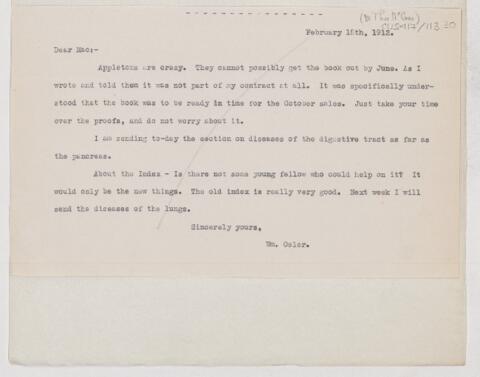 (To Thos McCrae)
CUS417/113.20
February 15th, 1912.
Dear Mac:-
Appletons are crazy. They cannot possibly get the book out by June. As I
wrote and told them it was not part of my contract at all. It was specifically under-
stood that the book was to be ready in time for the October sales. Just take your time
over the proofs, and do not worry about it.
I am sending to-day the section on diseases of the digestive tract as far as
the pancreas.
About the Index - Is there not some young fellow who could help on it? It
would only be the new things. The old index is really very good. Next week I will
send the diseases of the lungs.
Sincerely yours,
Wm. Osler.